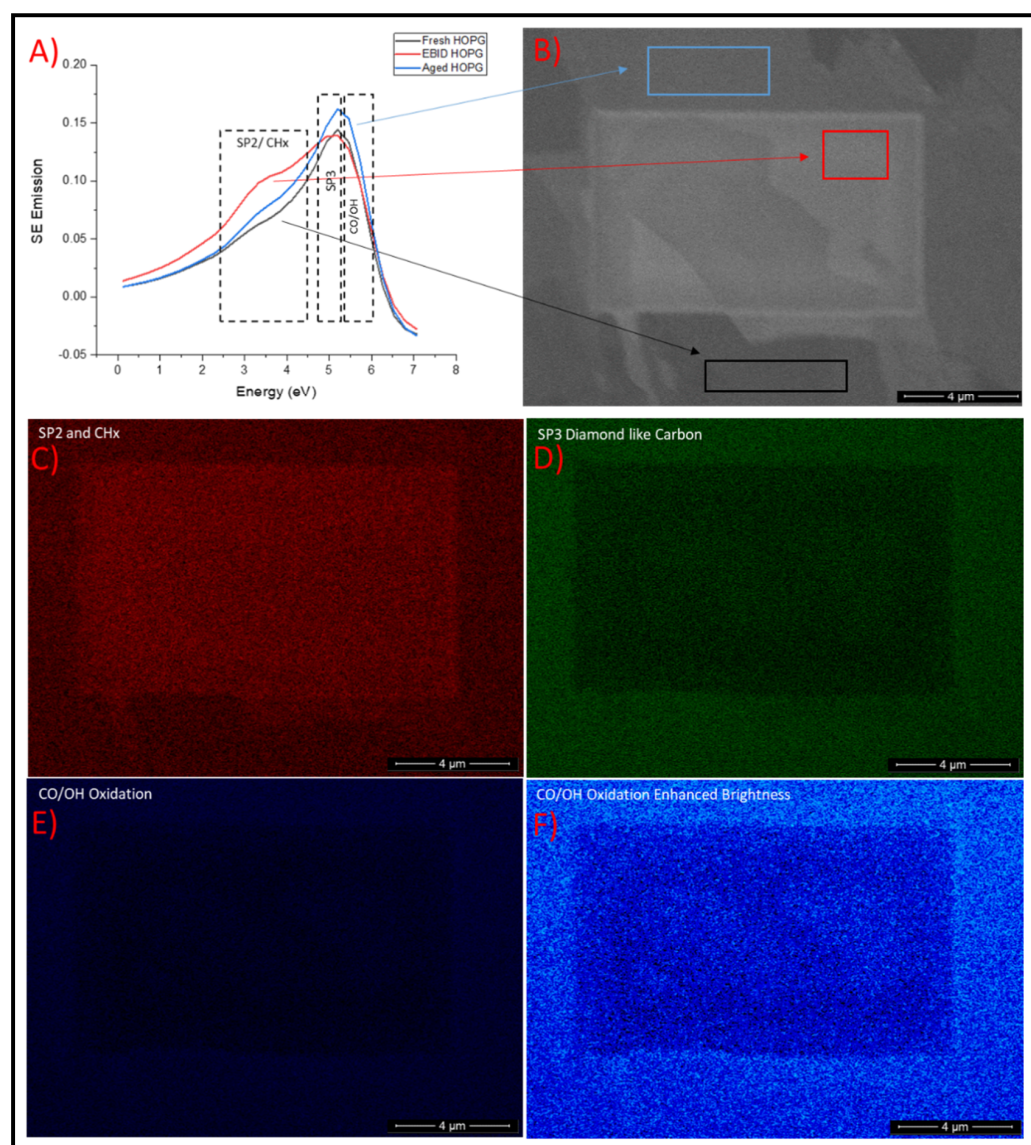 A)
Fresh HOPG
EBID HOPG
Aged HOPG
0.20
0.15
0.10
0.05
0.00
-0.05
SE Emission
SP2/ CHx
SP3
CO/OH
0 1 2 3 4 5 6 7 8
Energy (eV)
B)
4 µm
SP2 and CHx
C)
4 µm
SP3 Diamond like Carbon
D)
4 µm
CO/OH Oxidation
E)
4 µm
CO/OH Oxidation Enhanced Brightness
F)
4 µm